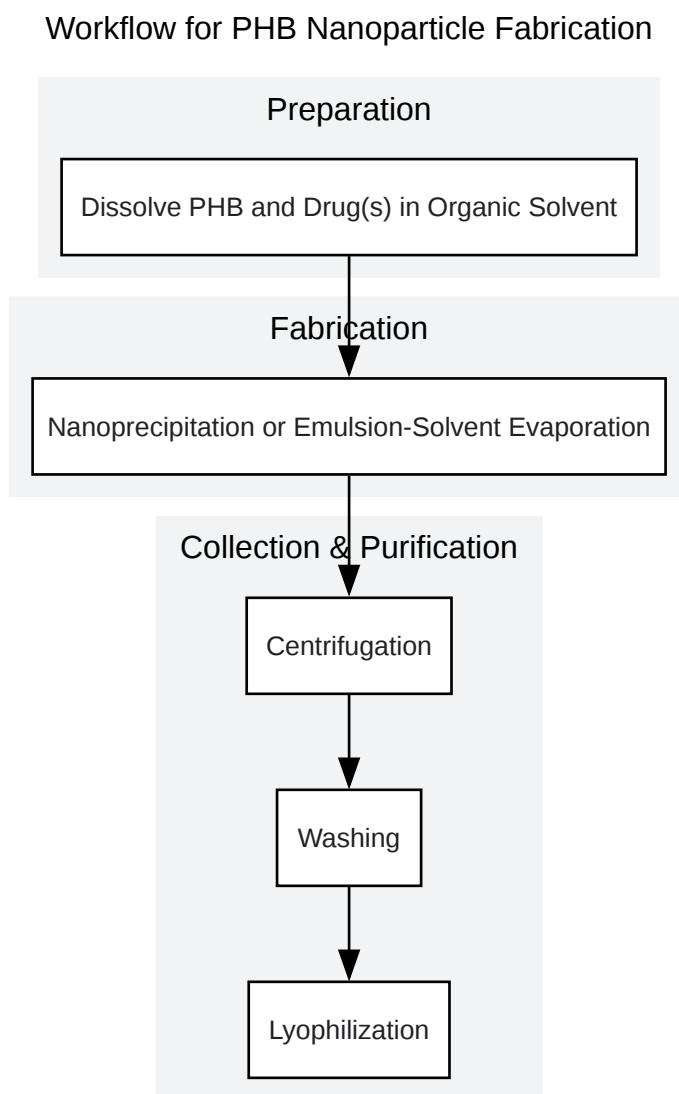 Workflow for PHB Nanoparticle Fabrication
Preparation
Dissolve PHB and Drug(s) in Organic Solvent
Fabrication
Nanoprecipitation or Emulsion-Solvent Evaporation
Collection & Purification
Centrifugation
Washing
Lyophilization